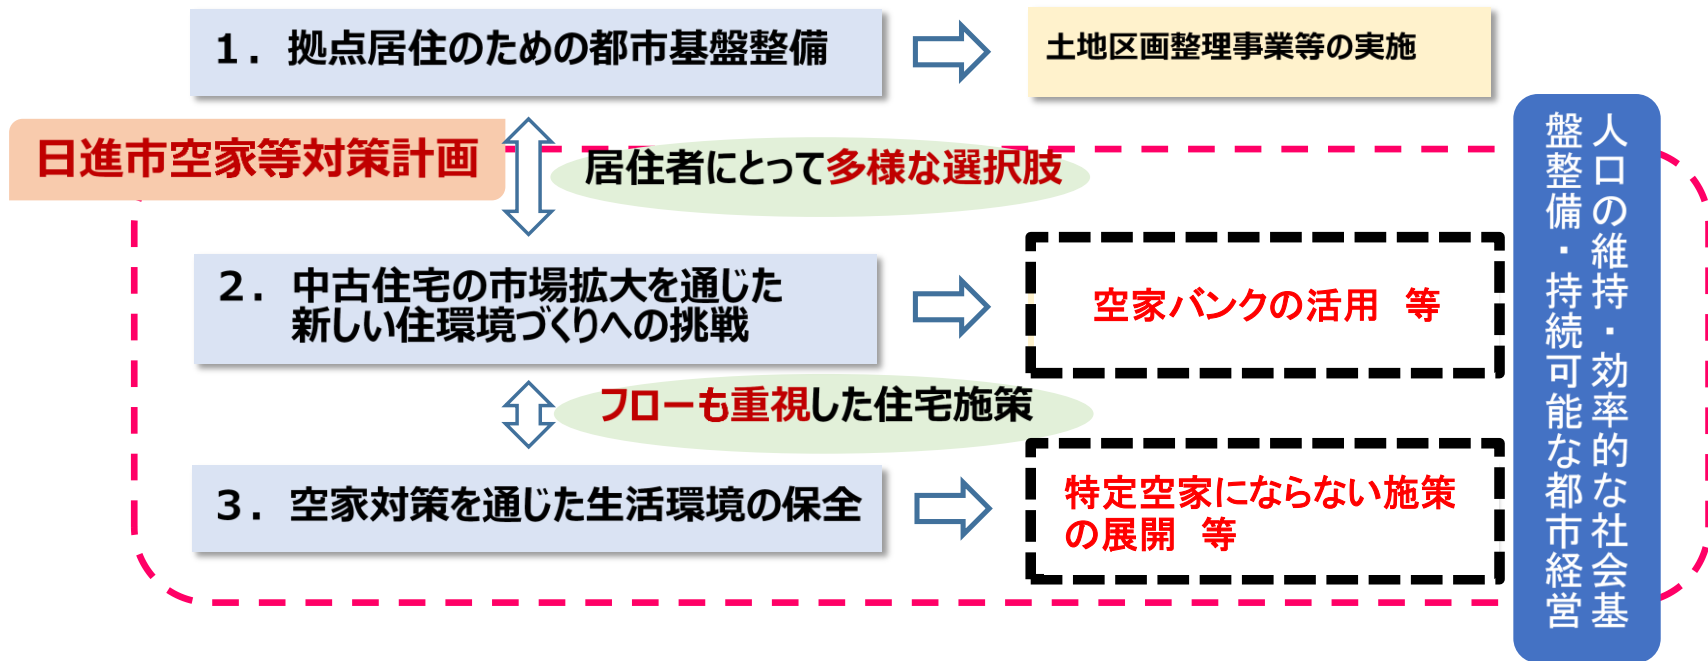 １．拠点居住のための都市基盤整備
土地区画整理事業等の実施
日進市空家等対策計画
居住者にとって多様な選択肢
２．中古住宅の市場拡大を通じた
新しい住環境づくりへの挑戦
空家バンクの活用　等
フローも重視した住宅施策
３．空家対策を通じた生活環境の保全
特定空家にならない施策
の展開　等
人口の維持・効率的な社会基
盤整備・持続可能な都市経営